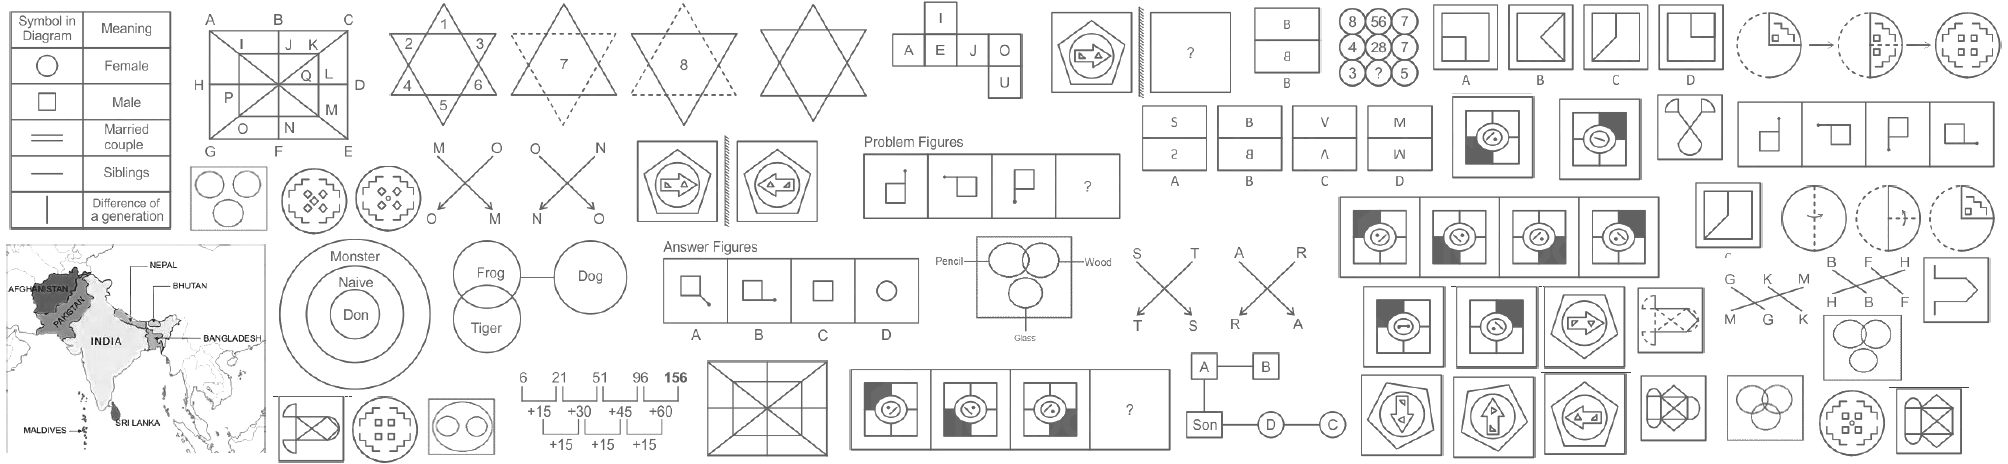 Symbol in Diagram
Meaning
Female
Male
Married couple
Siblings
Difference of a generation
A B C
I J K
H Q L D
P M
O N
G F E
1
2 3
4 6
5
7
8
I
A E J O
U
?
B
B
B
8 56 7
4 28 7
3 ? 5
A B C D
M O
O M
O N
N O
Problem Figures
?
S B V M
S B V M
A B C D
AFGHANISTAN
PAKISTAN
NEPAL
BHUTAN
INDIA
BANGLADESH
SRI LANKA
MALDIVES
Monster
Naive
Don
Frog
Dog
Tiger
Answer Figures
A B C D
Pencil
Wood
Glass
S T
T S
A R
R A
G K M
M G K
B F H
H B F
6 21 51 96 156
+15 +30 +45 +60
+15 +15 +15
?
A B
Son D C